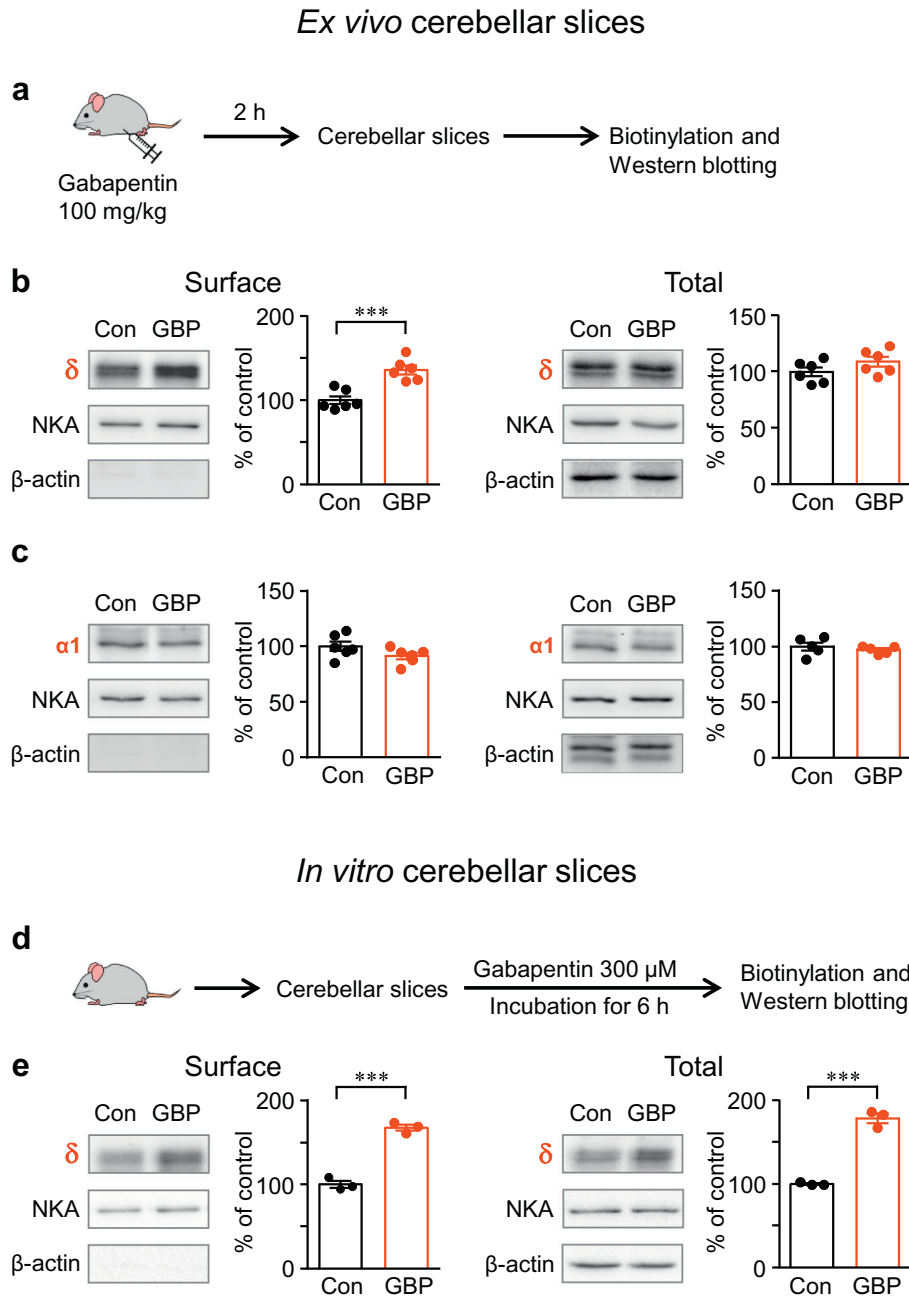 Ex vivo cerebellar slices
a
2 h
Cerebellar slices
Biotinylation and
Western blotting
Gabapentin
100 mg/kg
b
Surface
Con GBP
δ
NKA
β-actin
% of control
200
100
0
***
Con GBP
Total
Con GBP
δ
NKA
β-actin
% of control
150
100
50
0
Con GBP
c
Con GBP
α1
NKA
β-actin
% of control
150
100
50
0
Con GBP
Con GBP
α1
NKA
β-actin
% of control
150
100
50
0
Con GBP
In vitro cerebellar slices
d
Cerebellar slices
Gabapentin 300 μM
Incubation for 6 h
Biotinylation and
Western blotting
e
Surface
Con GBP
δ
NKA
β-actin
% of control
200
100
0
***
Con GBP
Total
Con GBP
δ
NKA
β-actin
% of control
200
100
0
***
Con GBP